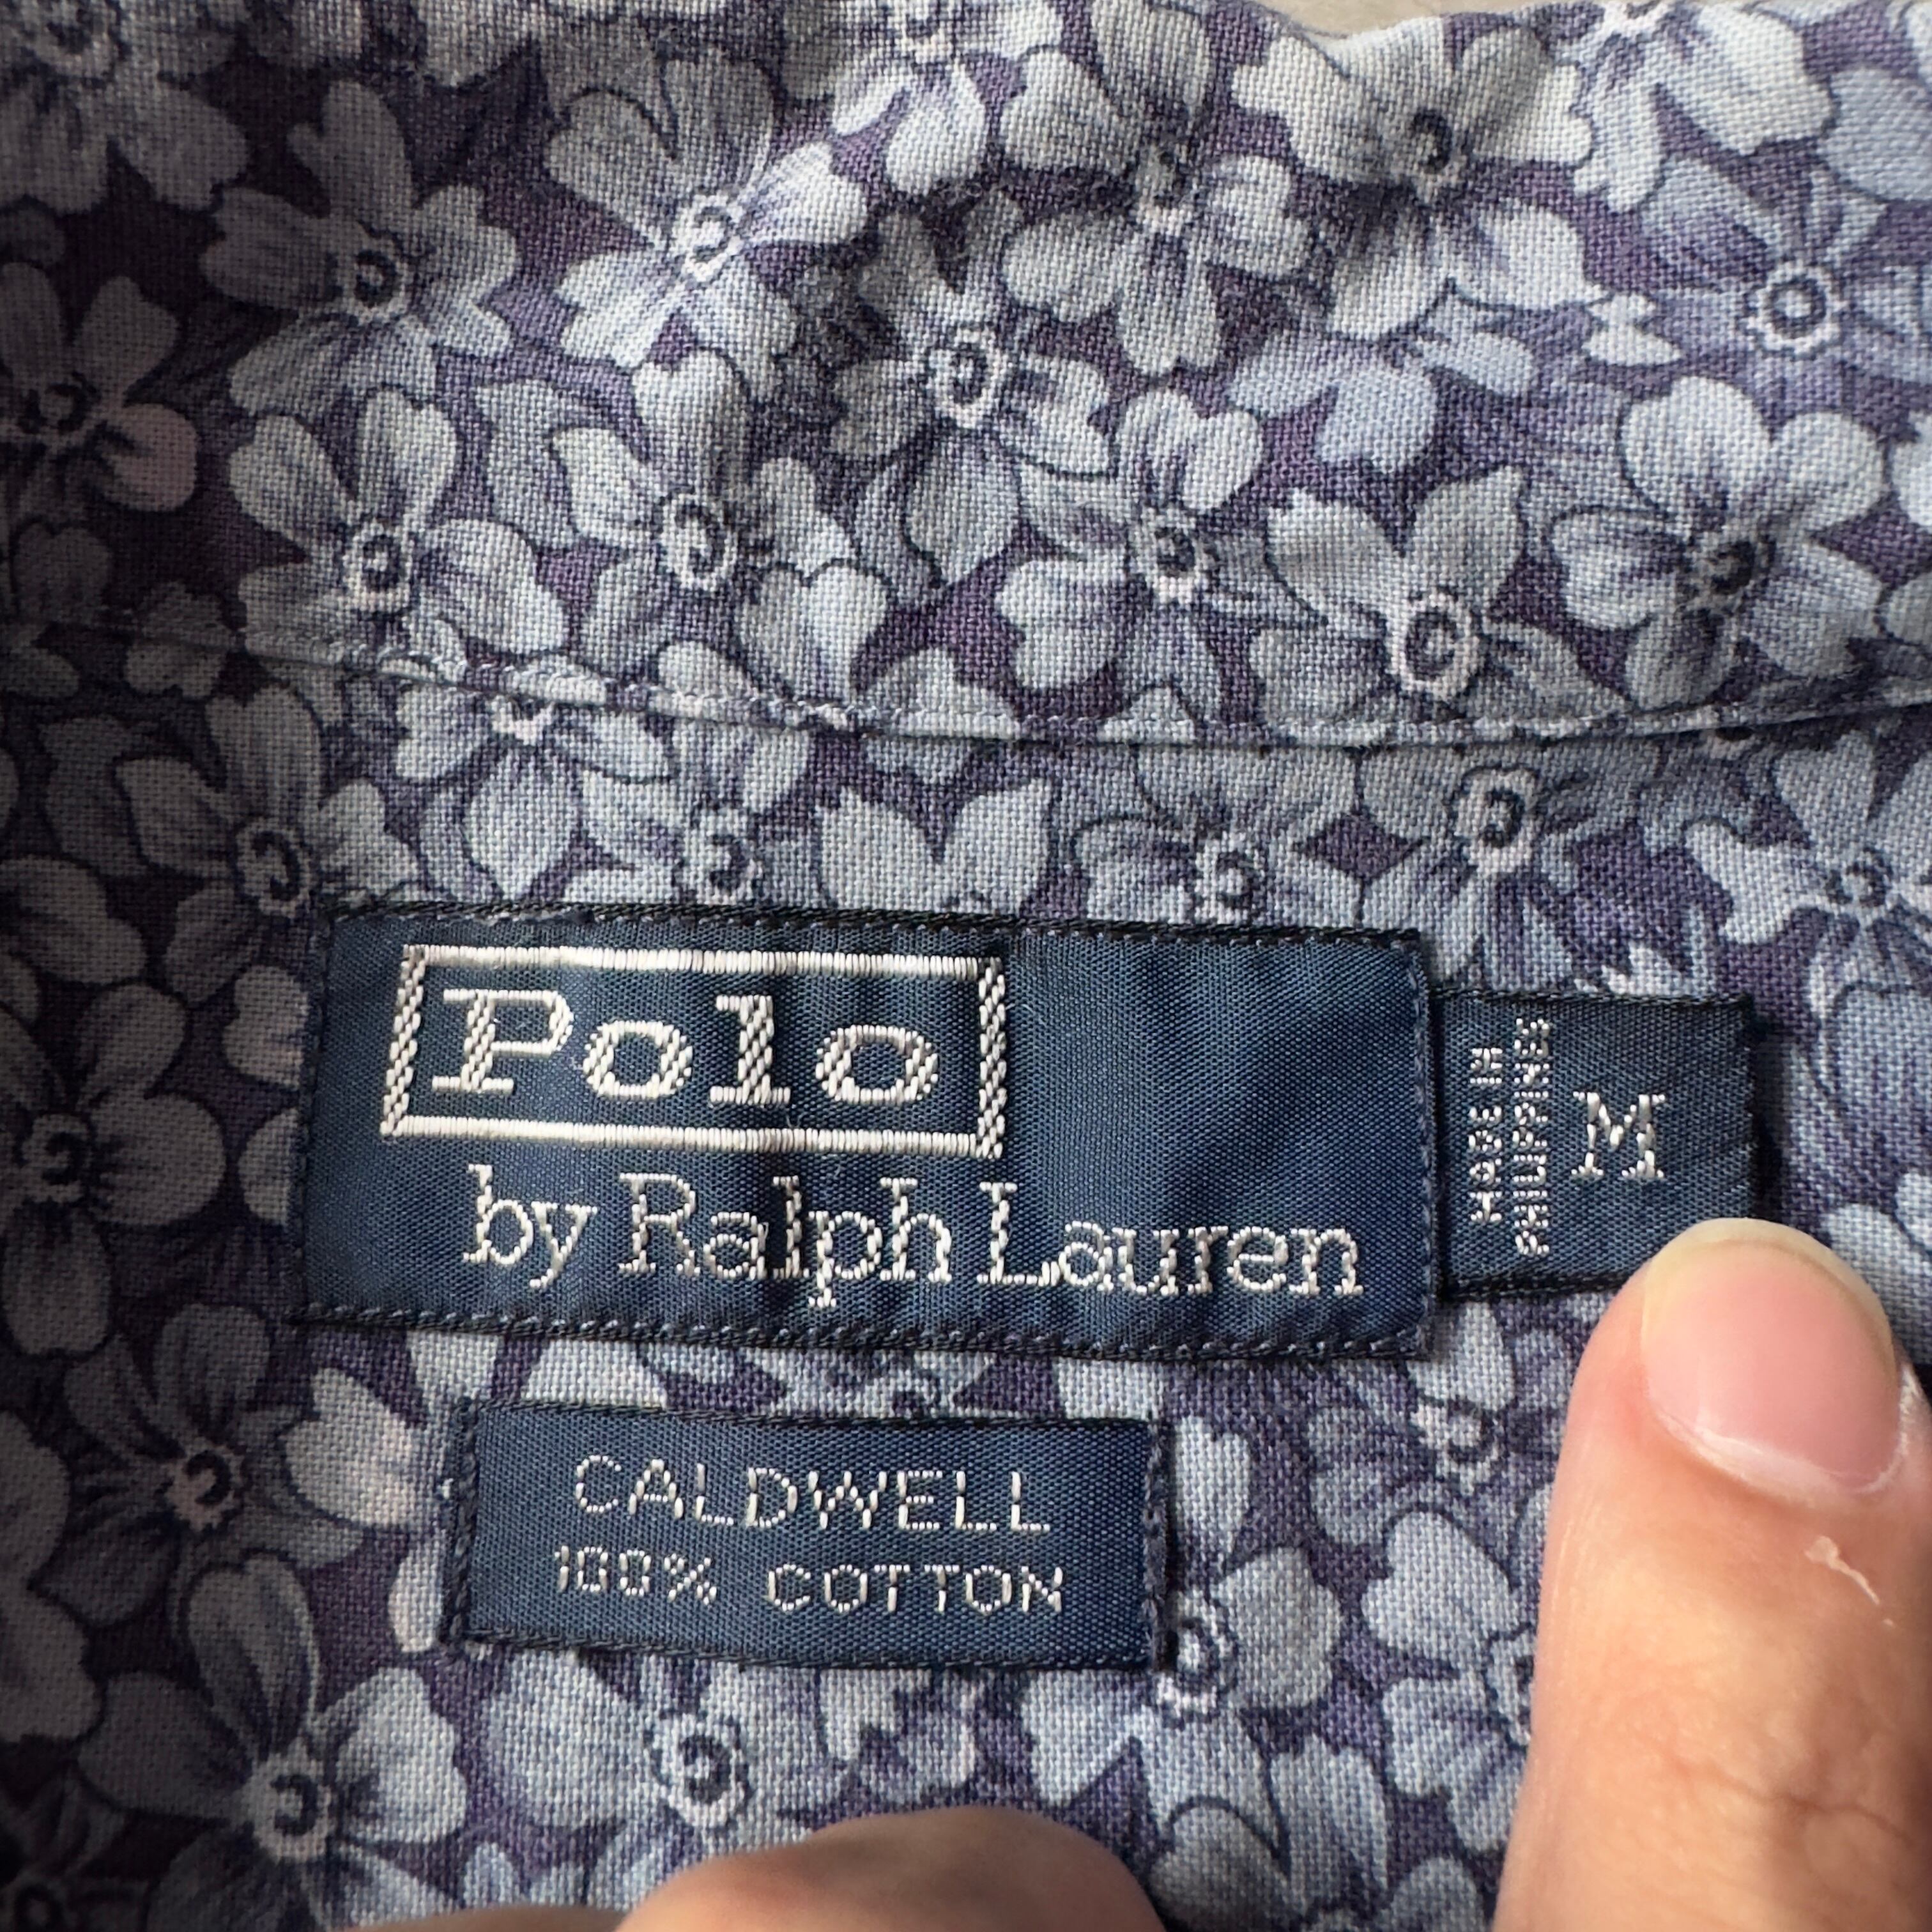 Polo
by Ralph Lauren
MADE IN
PHILIPPINES
M
CALDWELL
100% COTTON